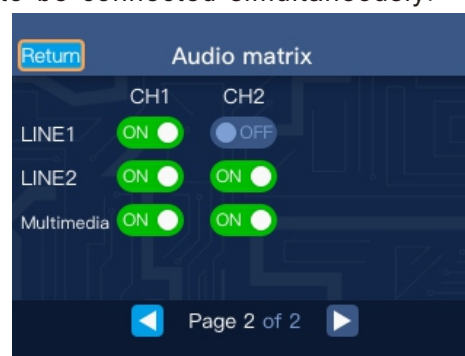 to be connected simultaneously.
Return Audio matrix
CH1 CH2
LINE1 ON OFF
LINE2 ON ON
Multimedia ON ON
Page 2 of 2